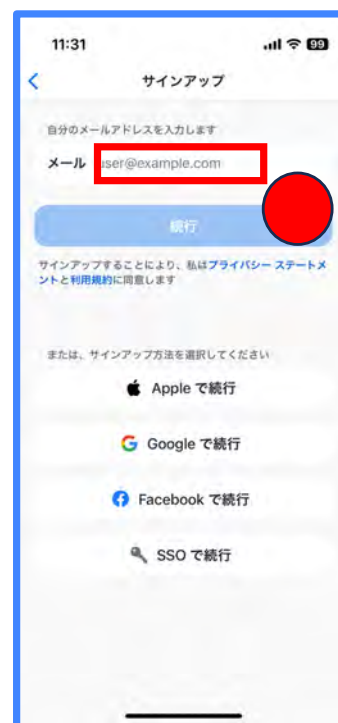 11:31
99
サインアップ
自分のメールアドレスを入力します
メール user@example.com
続行
サインアップすることにより、私はプライバシー ステートメ
ントと利用規約に同意します
または、サインアップ方法を選択してください
Apple で続行
Google で続行
Facebook で続行
SSO で続行